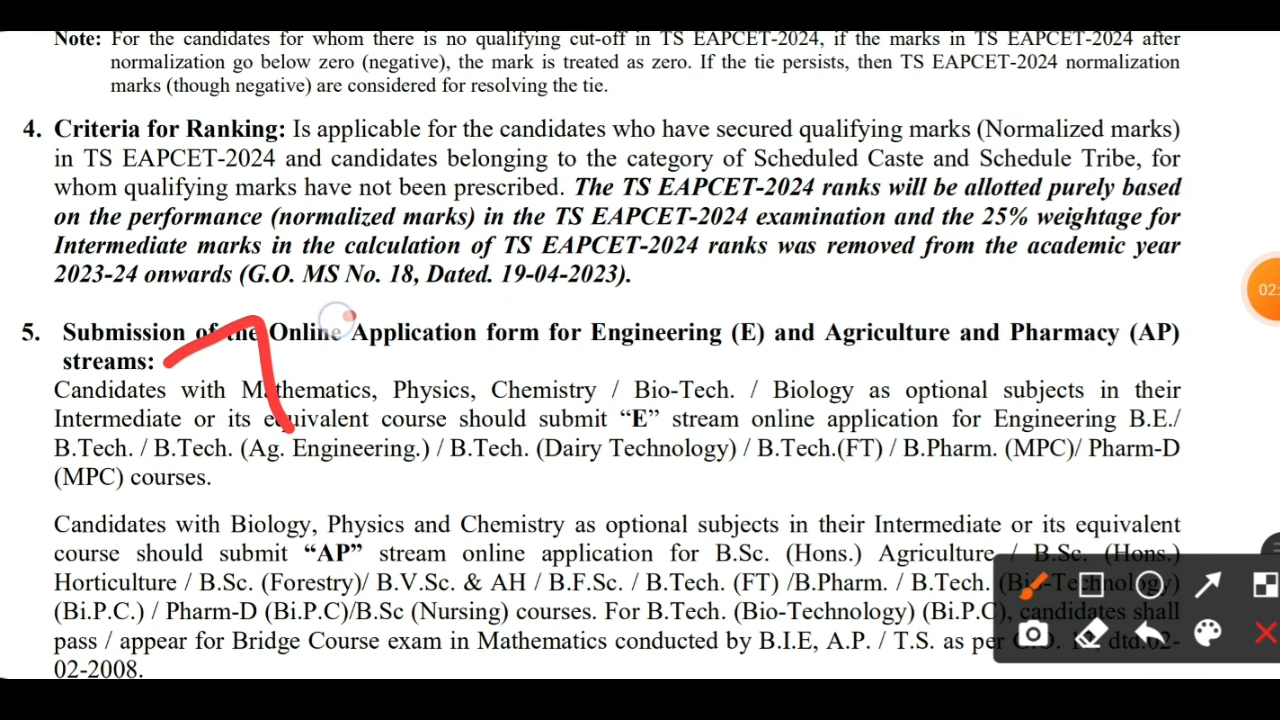 Note: For the candidates for whom there is no qualifying cut-off in TS EAPCET-2024, if the marks in TS EAPCET-2024 after
normalization go below zero (negative), the mark is treated as zero. If the tie persists, then TS EAPCET-2024 normalization
marks (though negative) are considered for resolving the tie.
4. Criteria for Ranking: Is applicable for the candidates who have secured qualifying marks (Normalized marks)
in TS EAPCET-2024 and candidates belonging to the category of Scheduled Caste and Schedule Tribe, for
whom qualifying marks have not been prescribed. The TS EAPCET-2024 ranks will be allotted purely based
on the performance (normalized marks) in the TS EAPCET-2024 examination and the 25% weightage for
Intermediate marks in the calculation of TS EAPCET-2024 ranks was removed from the academic year
2023-24 onwards (G.O. MS No. 18, Dated. 19-04-2023).
5. Submission of the Online Application form for Engineering (E) and Agriculture and Pharmacy (AP)
streams:
Candidates with Mathematics, Physics, Chemistry / Bio-Tech. / Biology as optional subjects in their
Intermediate or its equivalent course should submit “E” stream online application for Engineering B.E./
B.Tech. / B.Tech. (Ag. Engineering.) / B.Tech. (Dairy Technology) / B.Tech.(FT) / B.Pharm. (MPC)/ Pharm-D
(MPC) courses.
Candidates with Biology, Physics and Chemistry as optional subjects in their Intermediate or its equivalent
course should submit “AP” stream online application for B.Sc. (Hons.) Agriculture / B.Sc. (Hons.)
Horticulture / B.Sc. (Forestry)/ B.V.Sc. & AH / B.F.Sc. / B.Tech. (FT) /B.Pharm. / B.Tech. (Bio-Technology)
(Bi.P.C.) / Pharm-D (Bi.P.C)/B.Sc (Nursing) courses. For B.Tech. (Bio-Technology) (Bi.P.C), candidates shall
pass / appear for Bridge Course exam in Mathematics conducted by B.I.E, A.P. / T.S. as per dtd.02-
02-2008.
02: